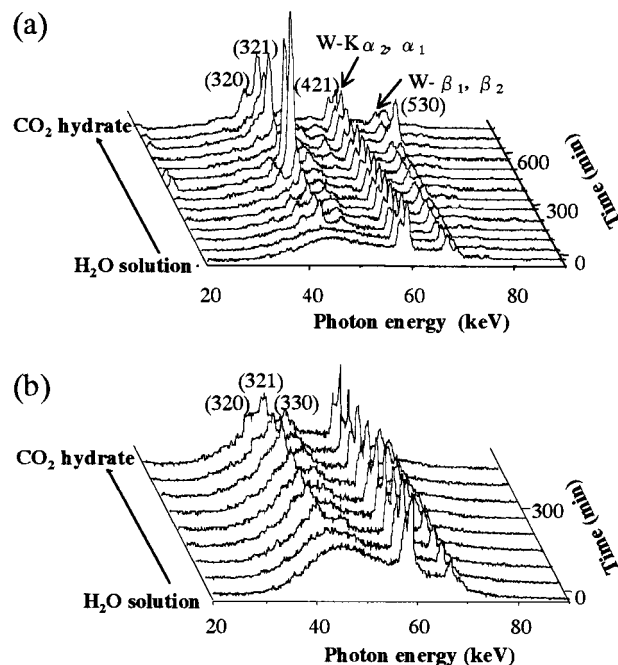 (a)
W-Kα2, α1
(321)
(320)
(421)
W-β1, β2
(530)
CO2 hydrate
H2O solution
600
300
0
Time (min)
20
40
60
80
Photon energy (keV)
(b)
(321)
(320)
(330)
CO2 hydrate
H2O solution
300
0
Time (min)
20
40
60
80
Photon energy (keV)